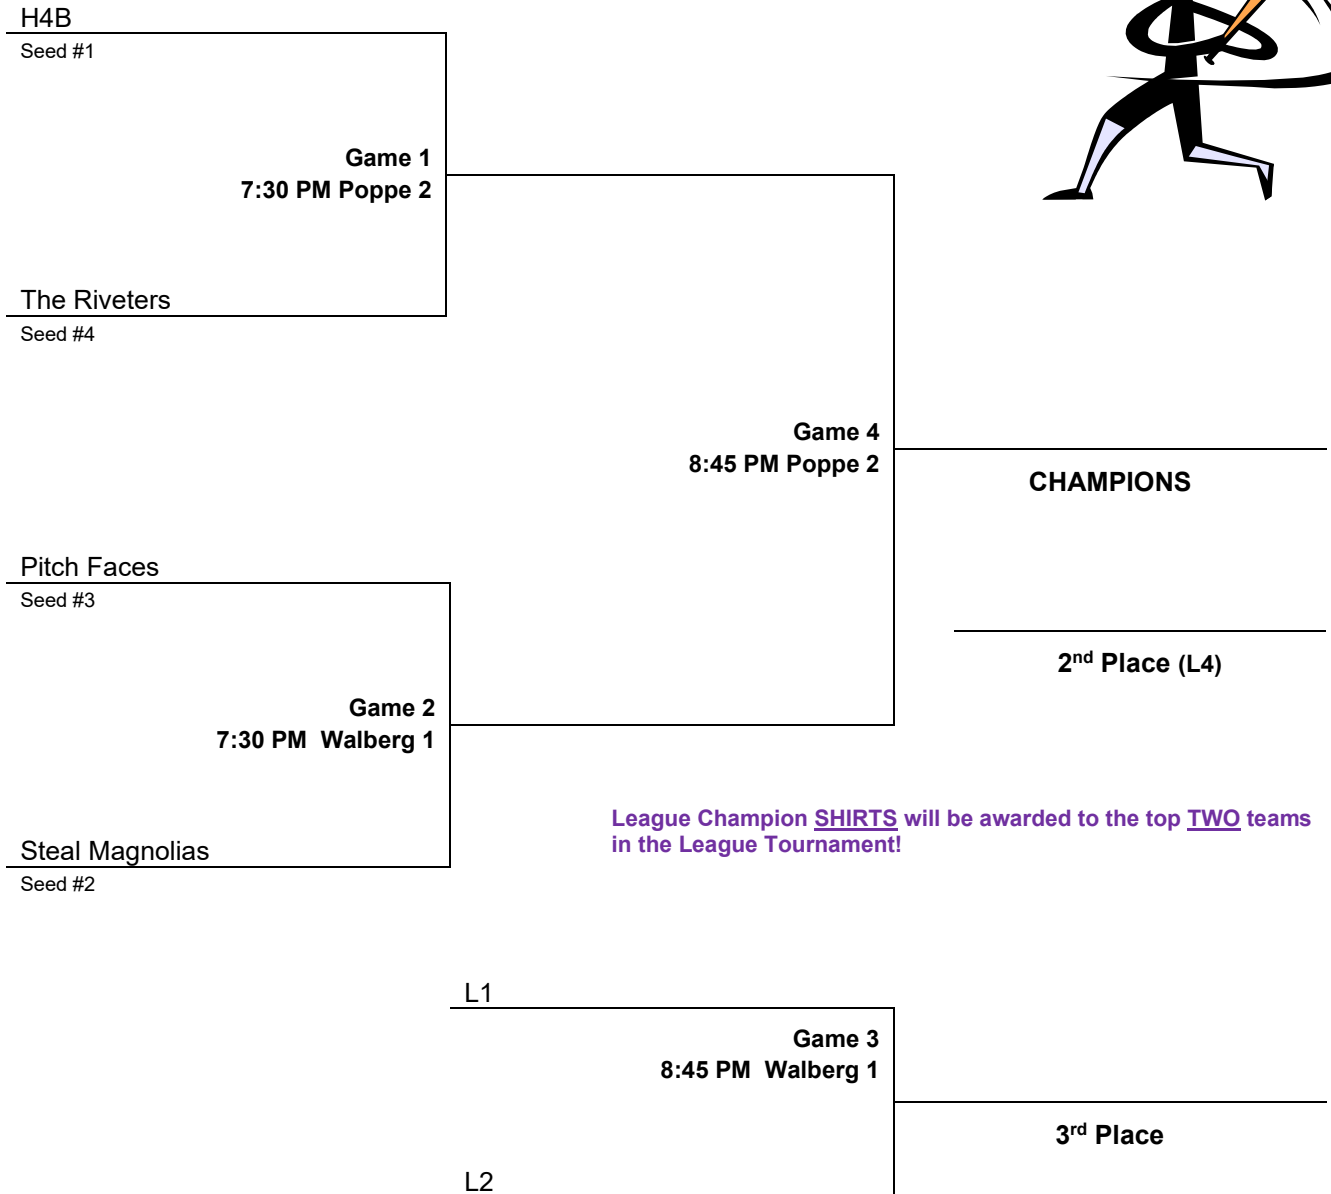 H4B
Seed #1
Game 1
7:30 PM Poppe 2
The Riveters
Seed #4
Game 4
8:45 PM Poppe 2
CHAMPIONS
Pitch Faces
Seed #3
2nd Place (L4)
Game 2
7:30 PM  Walberg 1
League Champion SHIRTS will be awarded to the top TWO teams
in the League Tournament!
Steal Magnolias
Seed #2
L1
Game 3
8:45 PM  Walberg 1
3rd Place
L2